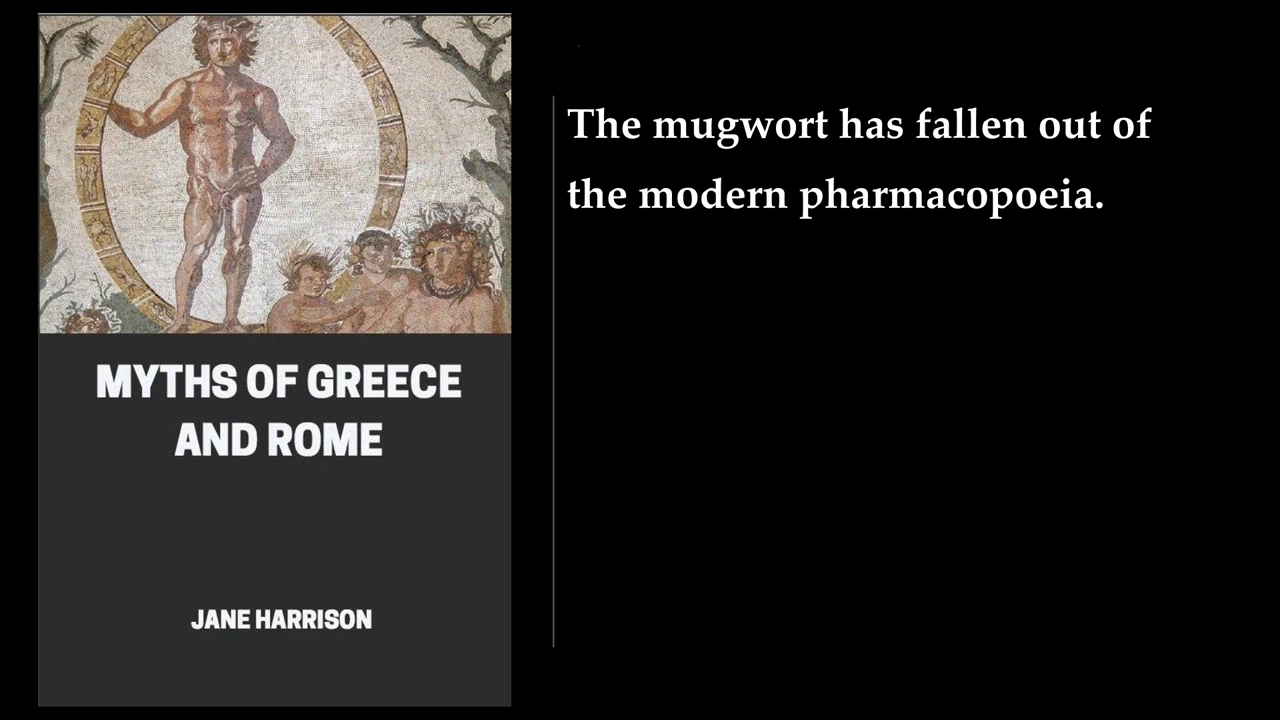 MYTHS OF GREECE
AND ROME
JANE HARRISON
The mugwort has fallen out of
the modern pharmacopoeia.